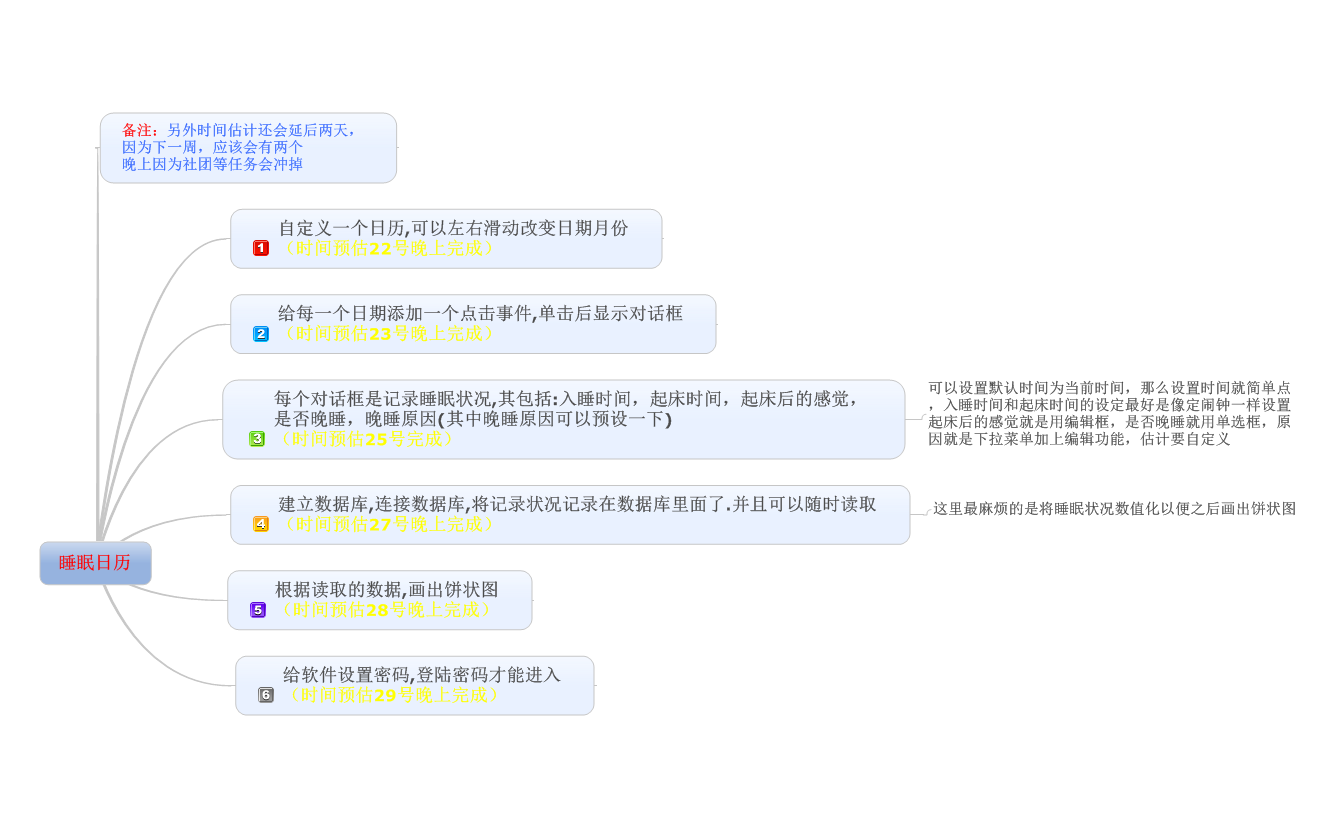 备注：另外时间估计还会延后两天，
因为下一周，应该会有两个
晚上因为社团等任务会冲掉
自定义一个日历,可以左右滑动改变日期月份
1
（时间预估22号晚上完成）
给每一个日期添加一个点击事件,单击后显示对话框
2
（时间预估23号晚上完成）
每个对话框是记录睡眠状况,其包括:入睡时间，起床时间，起床后的感觉，
是否晚睡，晚睡原因(其中晚睡原因可以预设一下)
3
（时间预估25号完成）
可以设置默认时间为当前时间，那么设置时间就简单点
，入睡时间和起床时间的设定最好是像定闹钟一样设置
起床后的感觉就是用编辑框，是否晚睡就用单选框，原
因就是下拉菜单加上编辑功能，估计要自定义
建立数据库,连接数据库,将记录状况记录在数据库里面了.并且可以随时读取
4
（时间预估27号晚上完成）
这里最麻烦的是将睡眠状况数值化以便之后画出饼状图
睡眠日历
根据读取的数据,画出饼状图
5
（时间预估28号晚上完成）
给软件设置密码,登陆密码才能进入
6
（时间预估29号晚上完成）